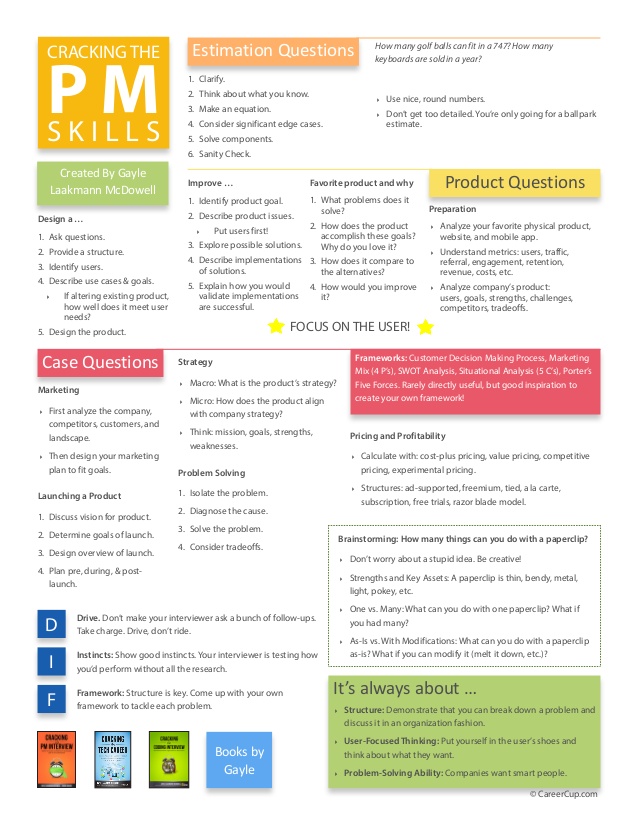 CRACKING THE
PM
SKILLS
Created By Gayle
Laakmann McDowell
Estimation Questions
1. Clarify.
2. Think about what you know.
3. Make an equation.
4. Consider significant edge cases.
5. Solve components.
6. Sanity Check.
How many golf balls can fit in a 747? How many
keyboards are sold in a year?
Use nice, round numbers.
Don't get too detailed. You're only going for a ballpark
estimate.
Product Questions
Design a ...
1. Ask questions.
2. Provide a structure.
3. Identify users.
4. Describe use cases & goals.
If altering existing product,
how well does it meet user
needs?
5. Design the product.
Improve ...
1. Identify product goal.
2. Describe product issues.
Put users first!
3. Explore possible solutions.
4. Describe implementations
of solutions.
5. Explain how you would
validate implementations
are successful.
Favorite product and why
1. What problems does it
solve?
2. How does the product
accomplish these goals?
Why do you love it?
3. How does it compare to
the alternatives?
4. How would you improve
it?
Preparation
Analyze your favorite physical product,
website, and mobile app.
Understand metrics: users, traffic,
referral, engagement, retention,
revenue, costs, etc.
Analyze company's product:
users, goals, strengths, challenges,
competitors, tradeoffs.
FOCUS ON THE USER!
Case Questions
Marketing
First analyze the company,
competitors, customers, and
landscape.
Then design your marketing
plan to fit goals.
Launching a Product
1. Discuss vision for product.
2. Determine goals of launch.
3. Design overview of launch.
4. Plan pre, during, & post-
launch.
Strategy
Macro: What is the product's strategy?
Micro: How does the product align
with company strategy?
Think: mission, goals, strengths,
weaknesses.
Problem Solving
1. Isolate the problem.
2. Diagnose the cause.
3. Solve the problem.
4. Consider tradeoffs.
Frameworks: Customer Decision Making Process, Marketing
Mix (4 P's), SWOT Analysis, Situational Analysis (5 C's), Porter's
Five Forces. Rarely directly useful, but good inspiration to
create your own framework!
Pricing and Profitability
Calculate with: cost-plus pricing, value pricing, competitive
pricing, experimental pricing.
Structures: ad-supported, freemium, tied, a la carte,
subscription, free trials, razor blade model.
Brainstorming: How many things can you do with a paperclip?
Don't worry about a stupid idea. Be creative!
Strengths and Key Assets: A paperclip is thin, bendy, metal,
light, pokey, etc.
One vs. Many: What can you do with one paperclip? What if
you had many?
As-Is vs. With Modifications: What can you do with a paperclip
as-is? What if you can modify it (melt it down, etc.)?
D
Drive. Don't make your interviewer ask a bunch of follow-ups.
Take charge. Drive, don't ride.
I
Instincts: Show good instincts. Your interviewer is testing how
you'd perform without all the research.
F
Framework: Structure is key. Come up with your own
framework to tackle each problem.
CRACKING
THE
PM INTERVIEW
CRACKING
THE
TECH CAREER
CRACKING
THE
CODING INTERVIEW
Books by
Gayle
It's always about ...
Structure: Demonstrate that you can break down a problem and
discuss it in an organization fashion.
User-Focused Thinking: Put yourself in the user's shoes and
think about what they want.
Problem-Solving Ability: Companies want smart people.
© CareerCup.com